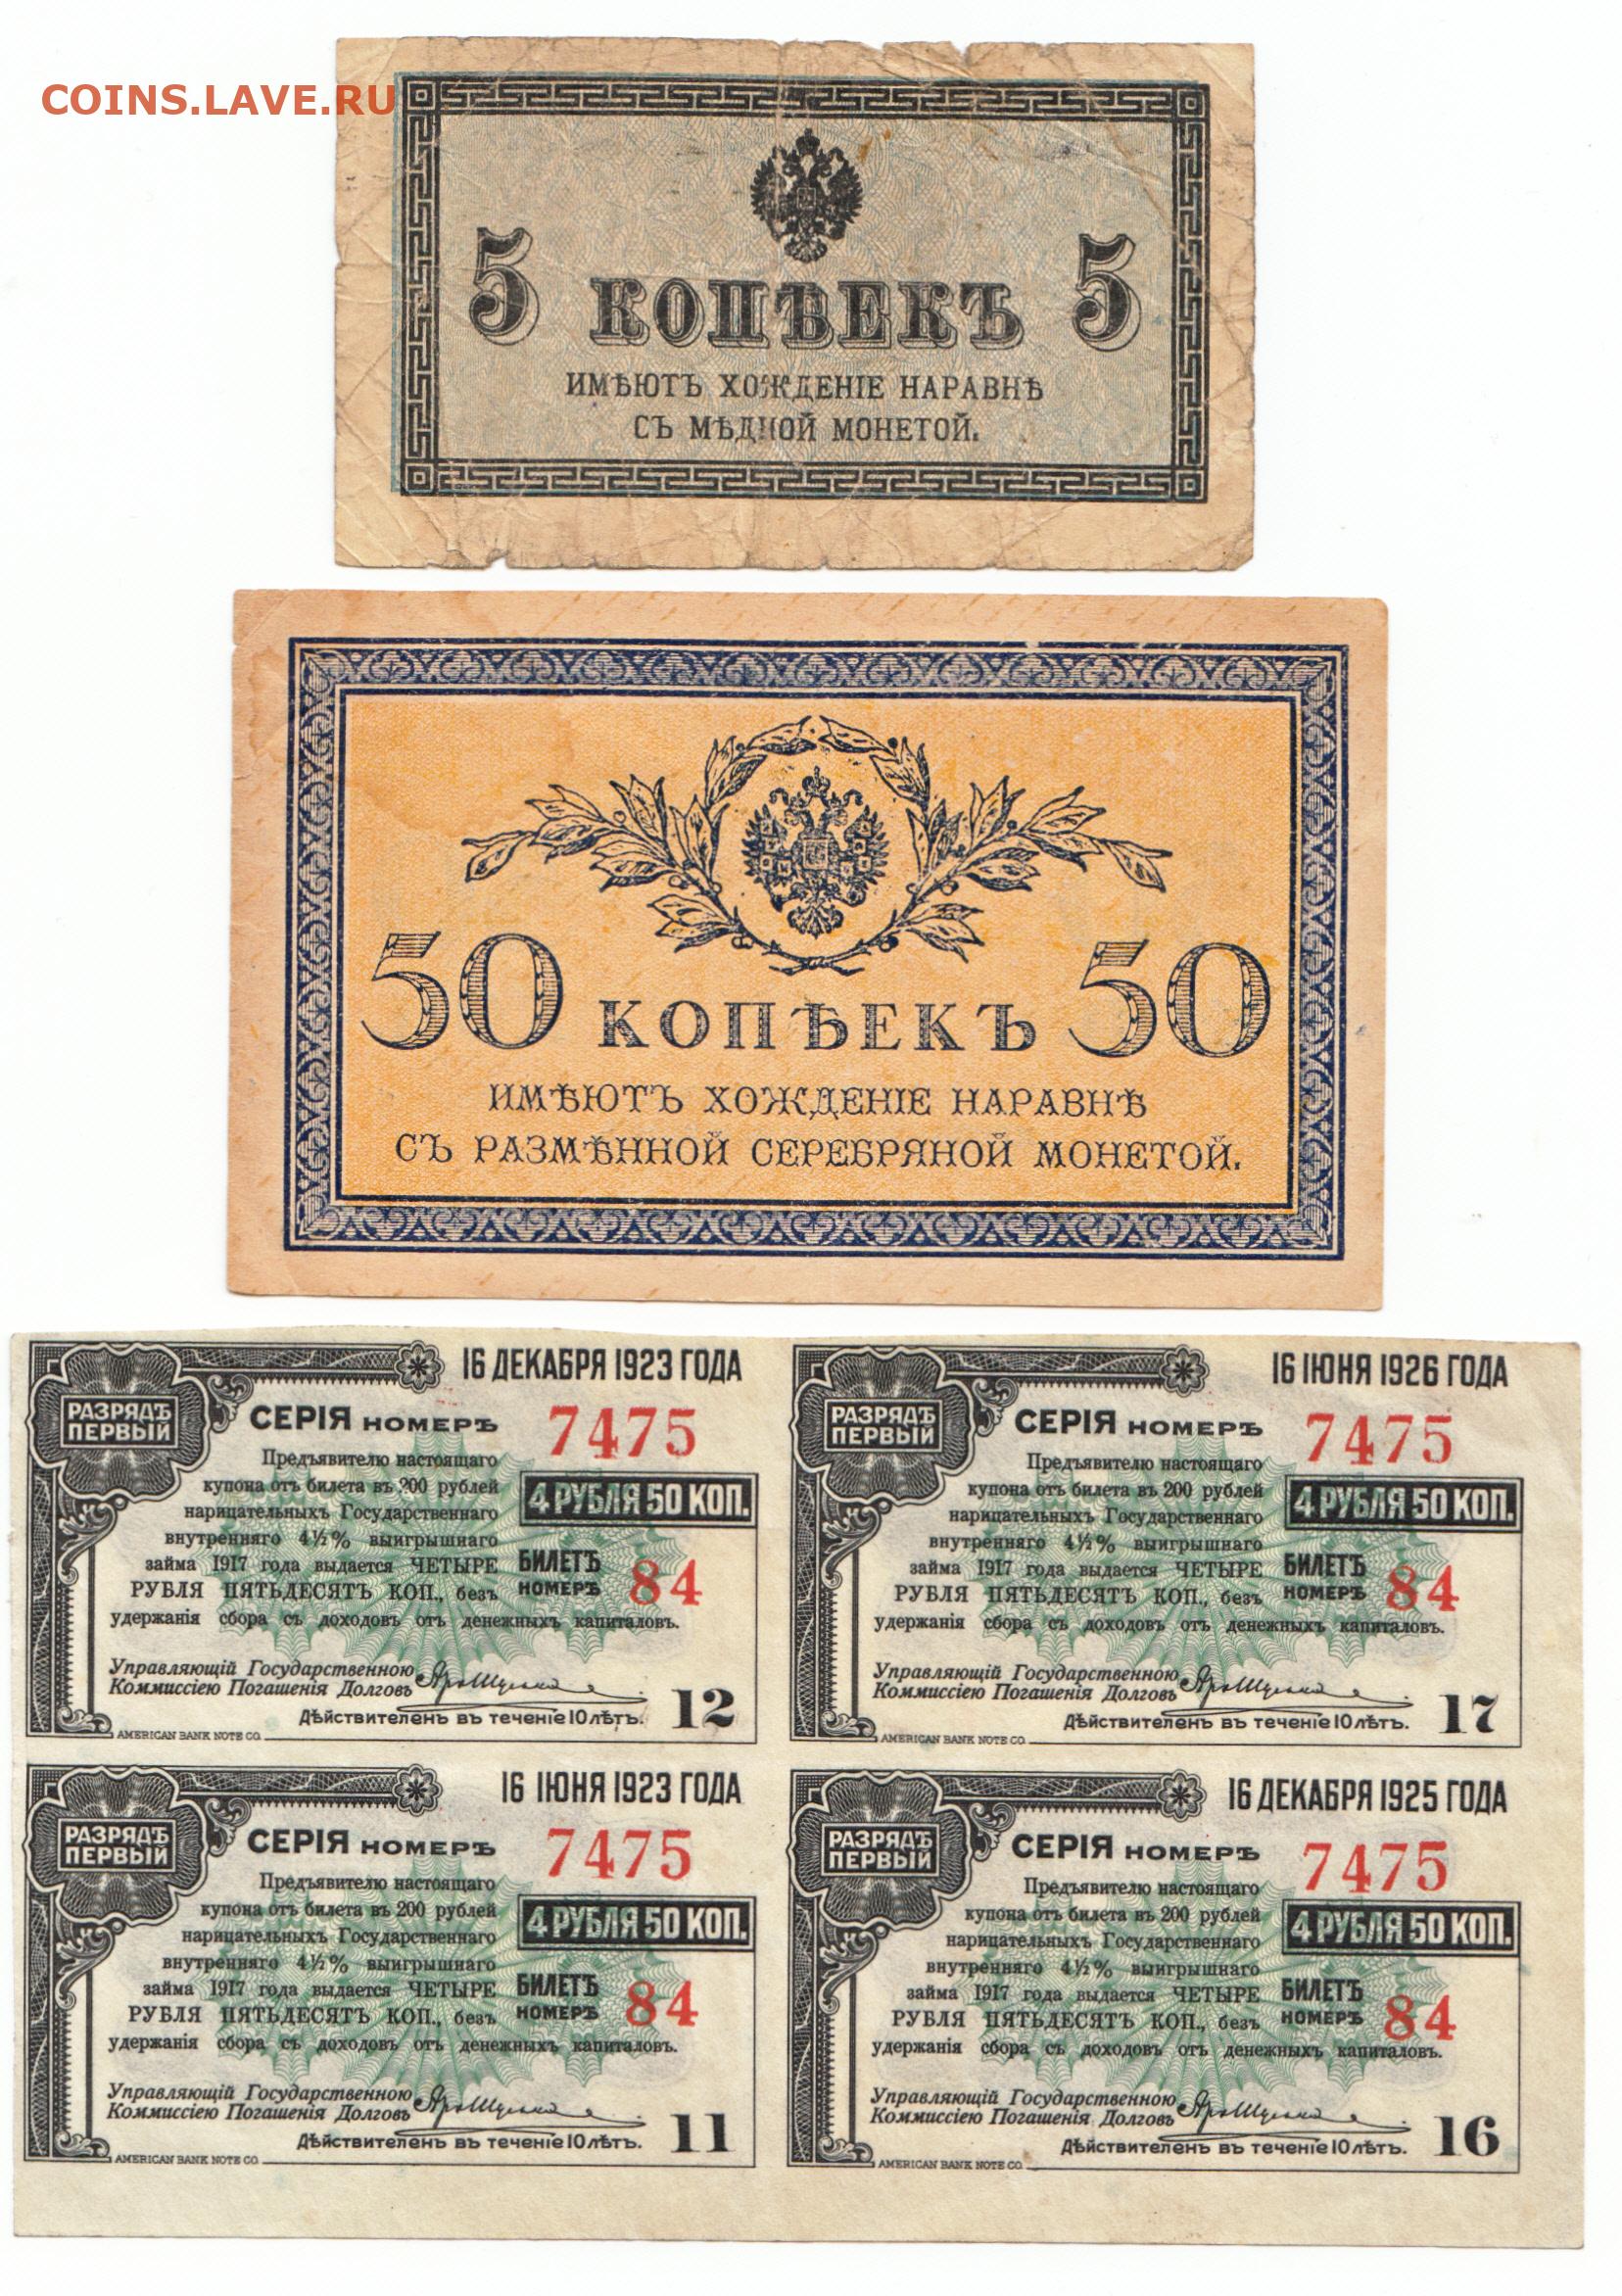 COINS.LAVE.RU
5 КОПѢЕКЪ 5
ИМѢЮТЪ ХОЖДЕНІЕ НАРАВНѢ
СЪ МѢДНОЙ МОНЕТОЙ.
50 КОПѢЕКЪ 50
ИМѢЮТЪ ХОЖДЕНІЕ НАРАВНѢ
СЪ РАЗМѢННОЙ СЕРЕБРЯНОЙ МОНЕТОЙ.
16 ДЕКАБРЯ 1923 ГОДА
РАЗРЯДЪ
ПЕРВЫЙ
СЕРІЯ НОМЕРЪ 7475
Предъявителю настоящаго
купона отъ билета въ 200 рублей
нарицательныхъ Государственнаго
внутренняго 4½% выигрышнаго
займа 1917 года выдается ЧЕТЫРЕ
РУБЛЯ ПЯТЬДЕСЯТЪ КОП., безъ
удержанія сбора съ доходовъ отъ денежныхъ капиталовъ.
4 РУБЛЯ 50 КОП.
БИЛЕТЪ
НОМЕРЪ 84
Управляющій Государственною
Коммиссіею Погашенія Долговъ
Дѣйствителенъ въ теченіе 10 лѣтъ. 12
AMERICAN BANK NOTE CO.
16 ІЮНЯ 1926 ГОДА
РАЗРЯДЪ
ПЕРВЫЙ
СЕРІЯ НОМЕРЪ 7475
Предъявителю настоящаго
купона отъ билета въ 200 рублей
нарицательныхъ Государственнаго
внутренняго 4½% выигрышнаго
займа 1917 года выдается ЧЕТЫРЕ
РУБЛЯ ПЯТЬДЕСЯТЪ КОП., безъ
удержанія сбора съ доходовъ отъ денежныхъ капиталовъ.
4 РУБЛЯ 50 КОП.
БИЛЕТЪ
НОМЕРЪ 84
Управляющій Государственною
Коммиссіею Погашенія Долговъ
Дѣйствителенъ въ теченіе 10 лѣтъ. 17
AMERICAN BANK NOTE CO.
16 ІЮНЯ 1923 ГОДА
РАЗРЯДЪ
ПЕРВЫЙ
СЕРІЯ НОМЕРЪ 7475
Предъявителю настоящаго
купона отъ билета въ 200 рублей
нарицательныхъ Государственнаго
внутренняго 4½% выигрышнаго
займа 1917 года выдается ЧЕТЫРЕ
РУБЛЯ ПЯТЬДЕСЯТЪ КОП., безъ
удержанія сбора съ доходовъ отъ денежныхъ капиталовъ.
4 РУБЛЯ 50 КОП.
БИЛЕТЪ
НОМЕРЪ 84
Управляющій Государственною
Коммиссіею Погашенія Долговъ
Дѣйствителенъ въ теченіе 10 лѣтъ. 11
AMERICAN BANK NOTE CO.
16 ДЕКАБРЯ 1925 ГОДА
РАЗРЯДЪ
ПЕРВЫЙ
СЕРІЯ НОМЕРЪ 7475
Предъявителю настоящаго
купона отъ билета въ 200 рублей
нарицательныхъ Государственнаго
внутренняго 4½% выигрышнаго
займа 1917 года выдается ЧЕТЫРЕ
РУБЛЯ ПЯТЬДЕСЯТЪ КОП., безъ
удержанія сбора съ доходовъ отъ денежныхъ капиталовъ.
4 РУБЛЯ 50 КОП.
БИЛЕТЪ
НОМЕРЪ 84
Управляющій Государственною
Коммиссіею Погашенія Долговъ
Дѣйствителенъ въ теченіе 10 лѣтъ. 16
AMERICAN BANK NOTE CO.